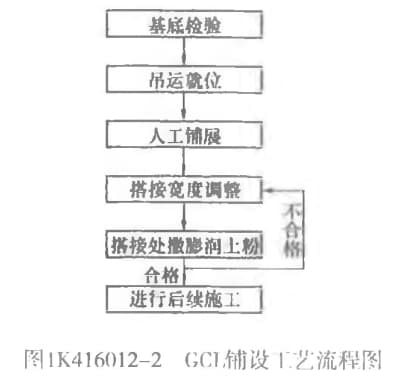 基底检验
吊运就位
人工铺展
搭接宽度调整
不合格
搭接处撒膨润土粉
合格
进行后续施工
图1K416012-2 GCL铺设工艺流程图